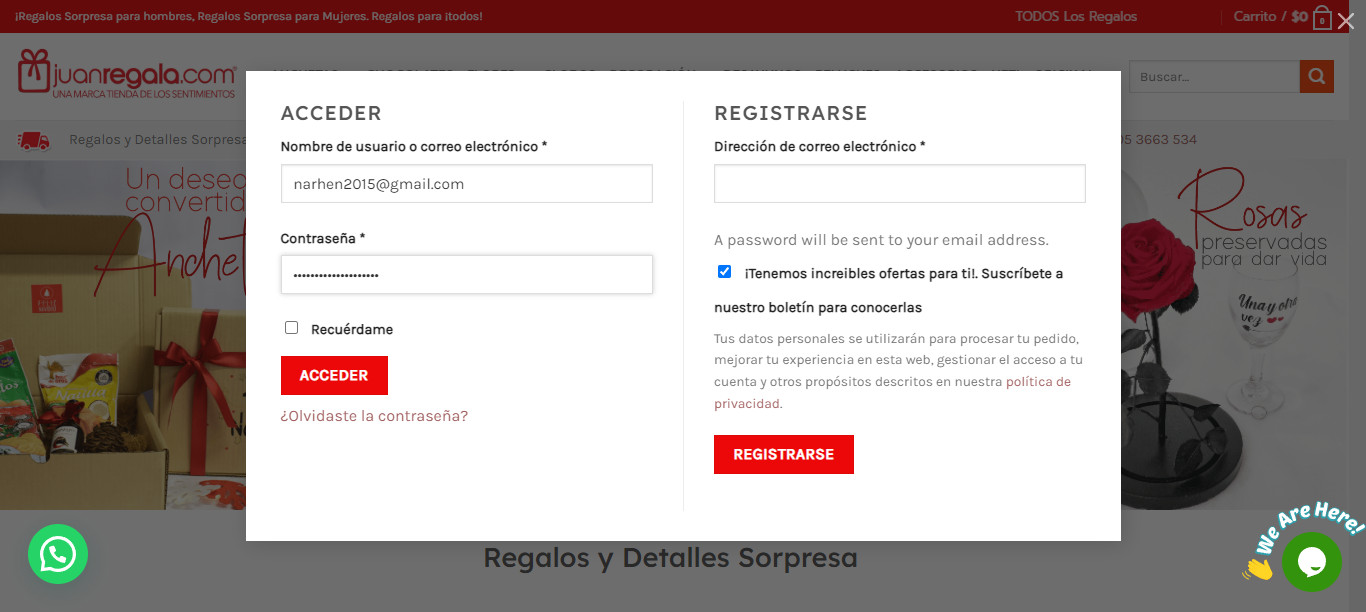 ¡Regalos Sorpresa para hombres, Regalos Sorpresa para Mujeres. Regalos para ¡todos!
TODOS Los Regalos
Carrito / $0 0
juanregala.com®
UNA MARCA TIENDA DE LOS SENTIMIENTOS
Buscar...
Regalos y Detalles Sorpresa
3663 534
Un deseo
convertid
Anchet
Rosas
preservadas
para dar vida
Una y otra
vez
ACCEDER
Nombre de usuario o correo electrónico *
narhen2015@gmail.com
Contraseña *
Recuérdame
ACCEDER
¿Olvidaste la contraseña?
REGISTRARSE
Dirección de correo electrónico *
A password will be sent to your email address.
¡Tenemos increibles ofertas para ti!. Suscríbete a
nuestro boletín para conocerlas
Tus datos personales se utilizarán para procesar tu pedido,
mejorar tu experiencia en esta web, gestionar el acceso a tu
cuenta y otros propósitos descritos en nuestra política de
privacidad.
REGISTRARSE
We Are Here!
Regalos y Detalles Sorpresa